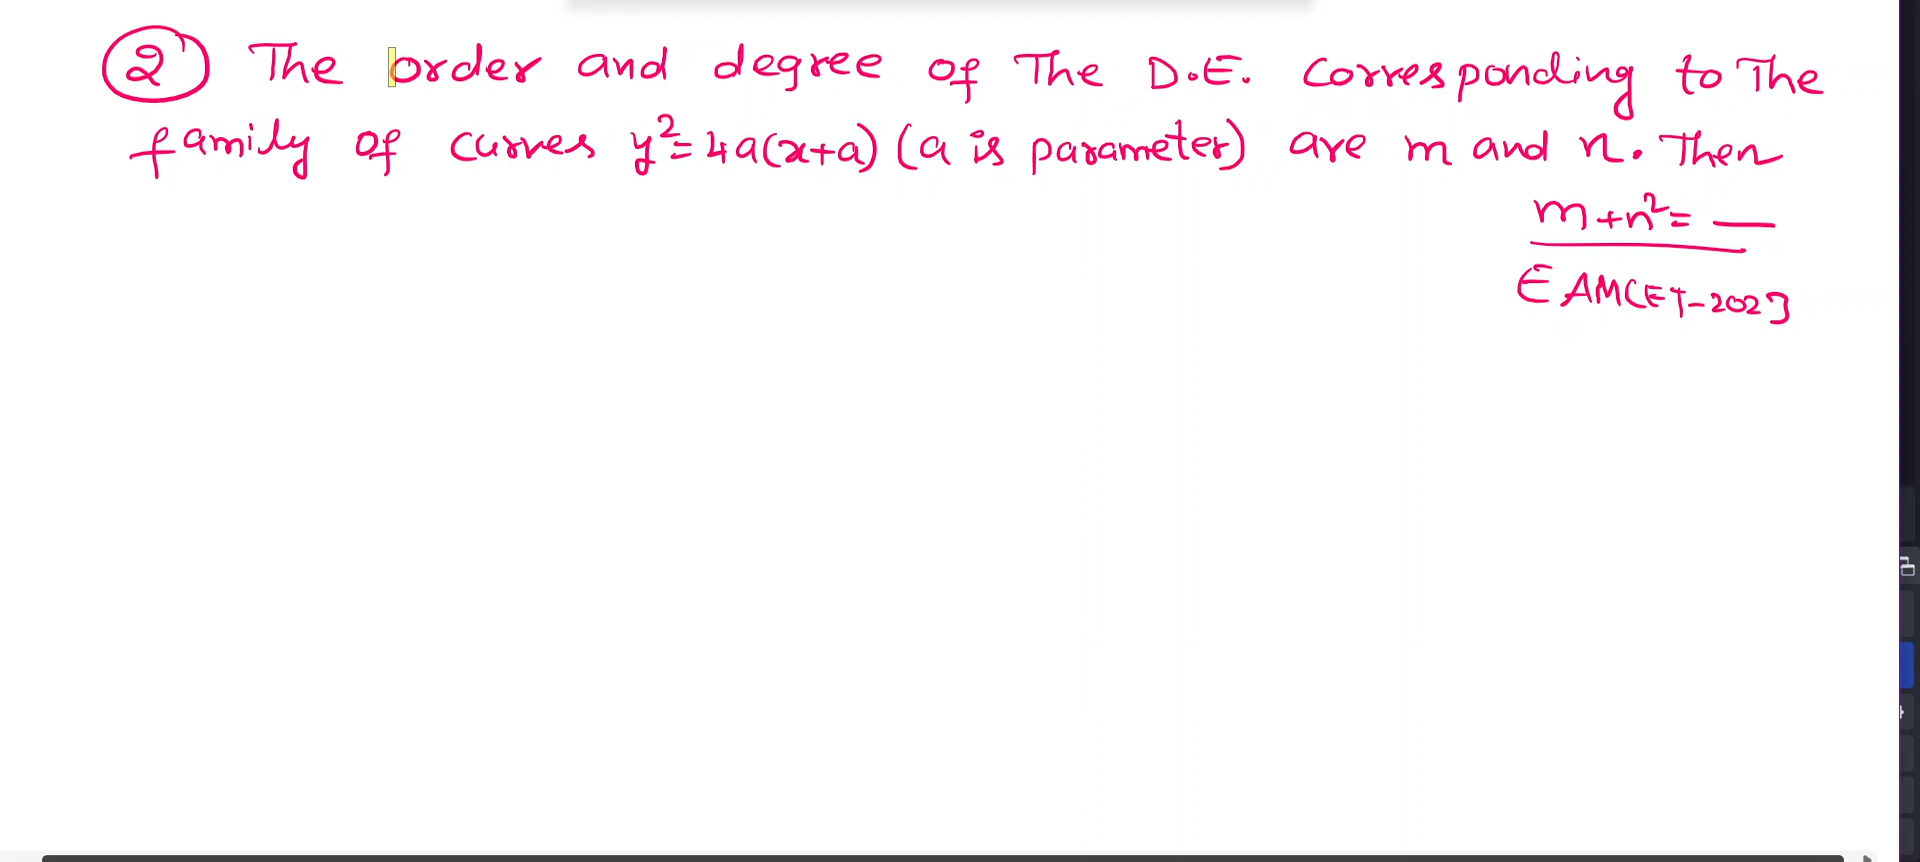 2 The order and degree of The D.E. corresponding to The
family of curves y²=4a(x+a) (a is parameter) are m and n. Then
m+n²= —
EAMCET-2023